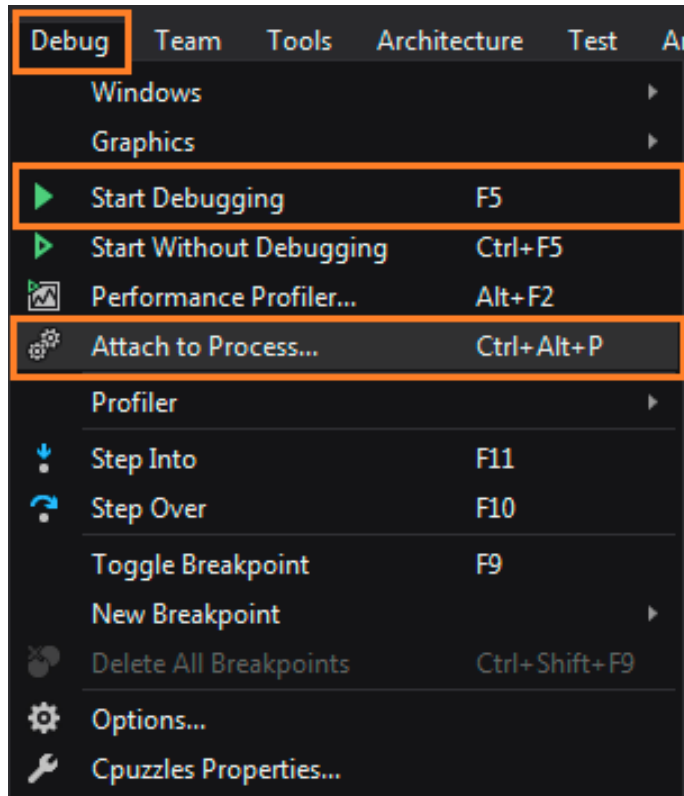 Debug Team Tools Architecture Test
Windows
Graphics
Start Debugging F5
Start Without Debugging Ctrl+F5
Performance Profiler... Alt+F2
Attach to Process... Ctrl+Alt+P
Profiler
Step Into F11
Step Over F10
Toggle Breakpoint F9
New Breakpoint
Delete All Breakpoints Ctrl+Shift+F9
Options...
Cpuzzles Properties...